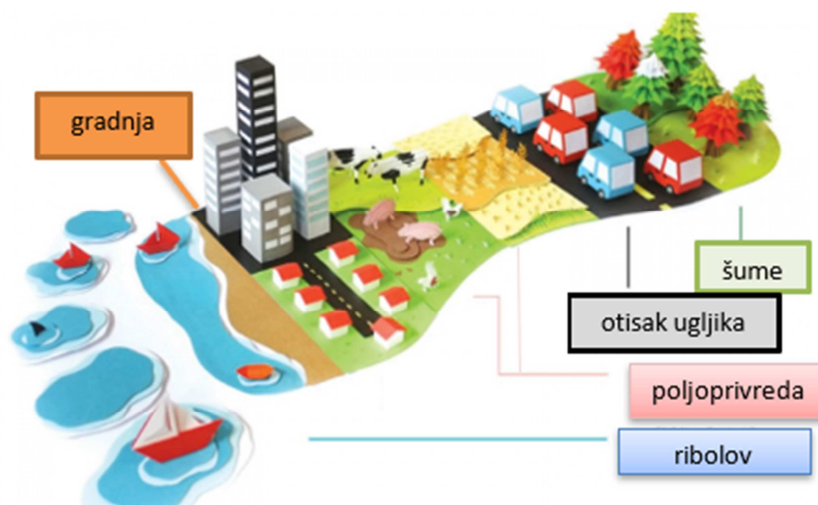 gradnja
šume
otisak ugljika
poljoprivreda
ribolov